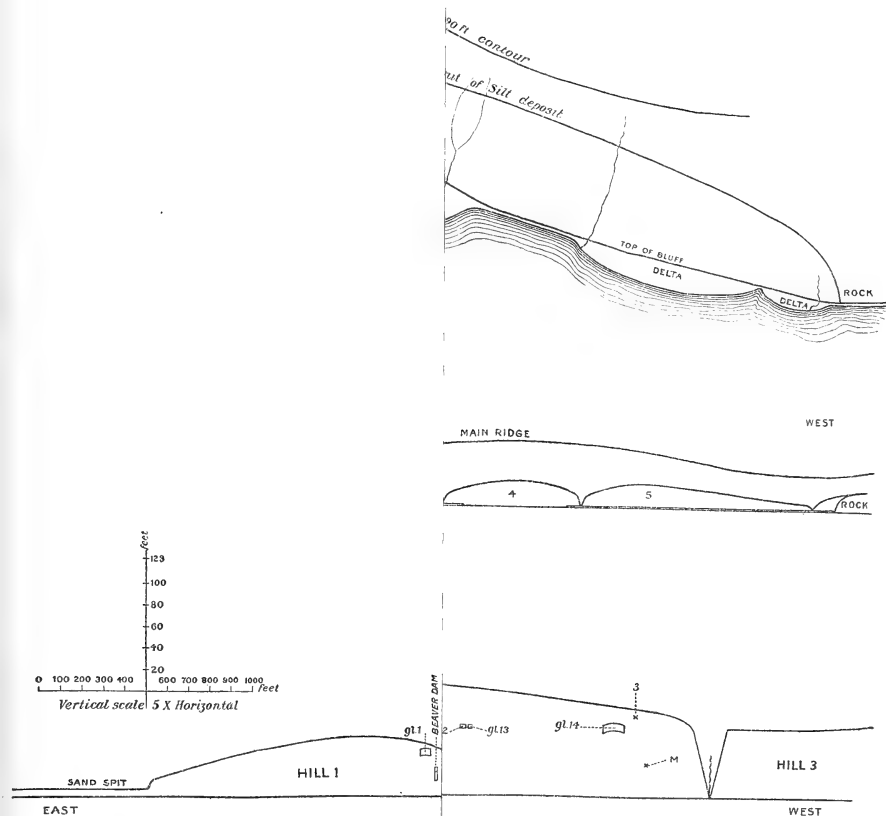 contour
of Silt deposit
TOP OF BLUFF
DELTA
DELTA
ROCK
WEST
MAIN RIDGE
4
5
ROCK
feet
123
100
80
60
40
20
0 100 200 300 400 600 700 800 900 1000 feet
Vertical scale 5 X Horizontal
gl.1
BEAVER DAM
2
gl.13
gl.14
3
M
SAND SPIT
HILL 1
HILL 3
EAST
WEST